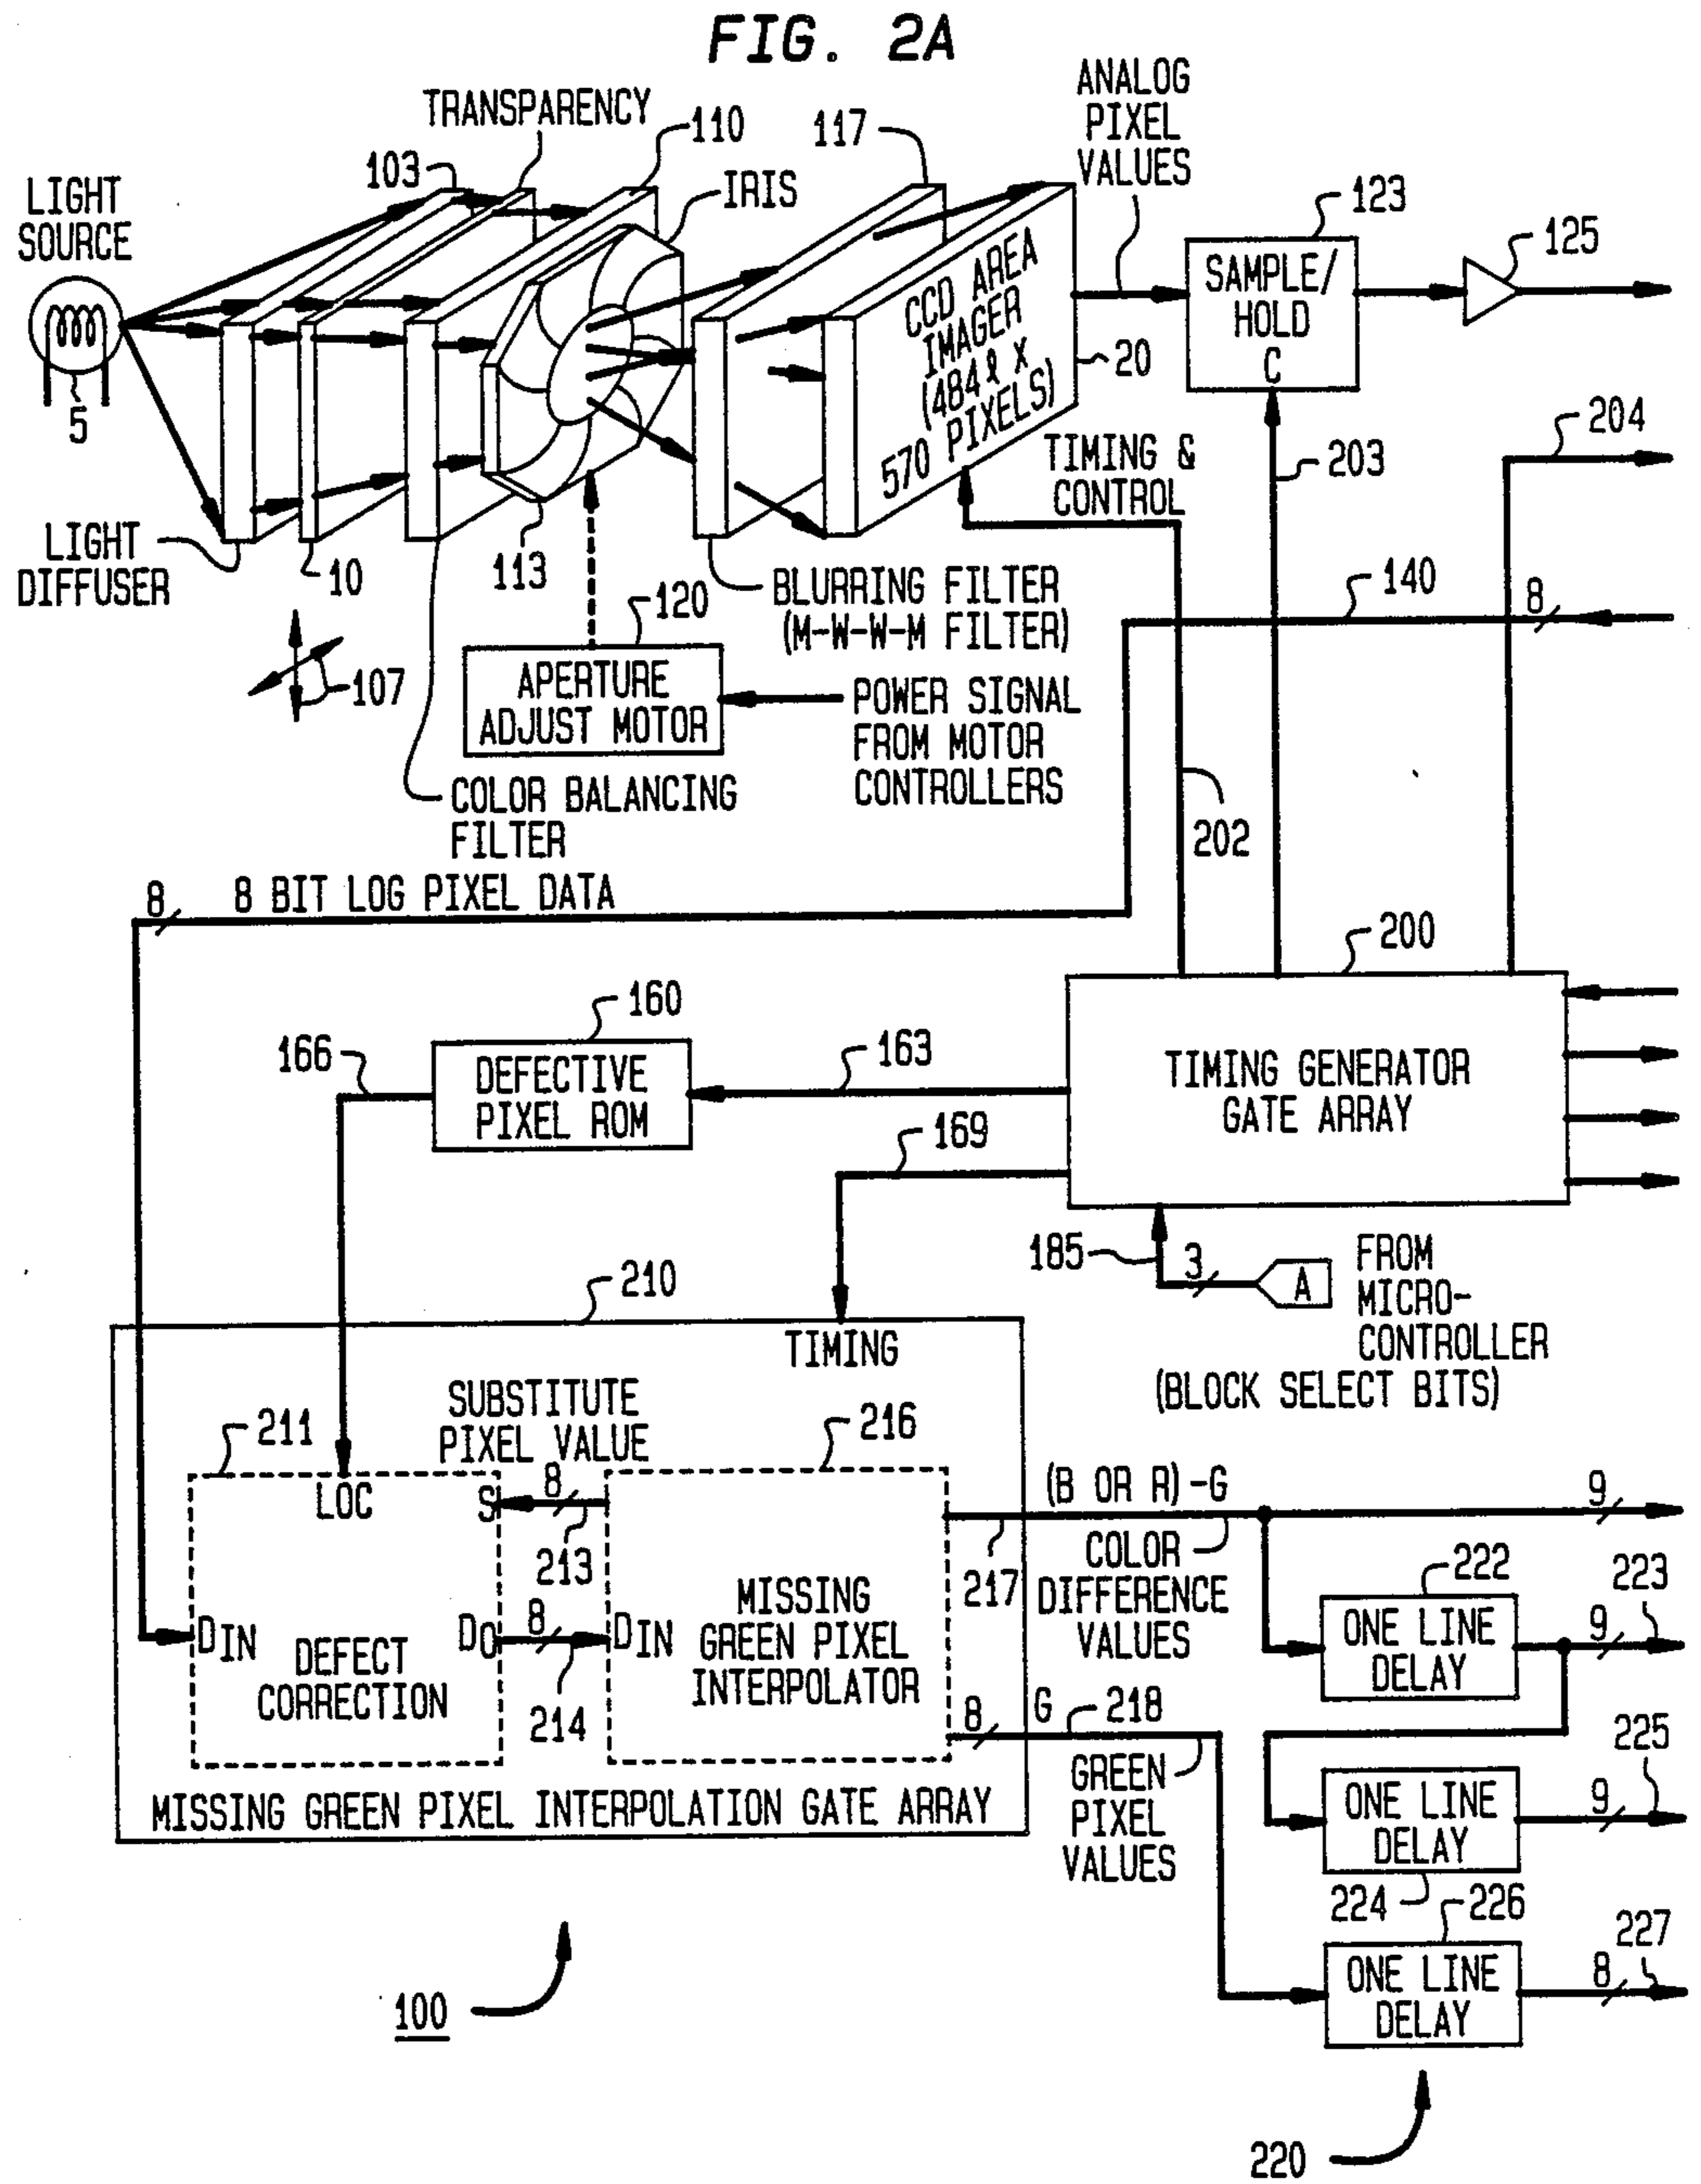 FIG. 2A
ANALOG
PIXEL
VALUES
TRANSPARENCY
103
110
117
IRIS
LIGHT
SOURCE
5
123
SAMPLE/
HOLD
C
125
CCD AREA
IMAGER
(484ℓ X
570 PIXELS)
20
TIMING &
CONTROL
203
204
LIGHT
DIFFUSER
10
113
120
BLURRING FILTER
(M-W-W-M FILTER)
140
8
107
APERTURE
ADJUST MOTOR
POWER SIGNAL
FROM MOTOR
CONTROLLERS
COLOR BALANCING
FILTER
202
8
8 BIT LOG PIXEL DATA
200
160
166
DEFECTIVE
PIXEL ROM
163
TIMING GENERATOR
GATE ARRAY
169
185
3
A
FROM
MICRO-
CONTROLLER
(BLOCK SELECT BITS)
210
TIMING
SUBSTITUTE
PIXEL VALUE
211
216
LOC
S
8
213
(B OR R)-G
9
217
COLOR
DIFFERENCE
VALUES
222
223
ONE LINE
DELAY
9
DIN
DO
8
DIN
DEFECT
CORRECTION
214
MISSING
GREEN PIXEL
INTERPOLATOR
8
G
218
GREEN
PIXEL
VALUES
225
ONE LINE
DELAY
9
224
MISSING GREEN PIXEL INTERPOLATION GATE ARRAY
226
227
ONE LINE
DELAY
8
100
220